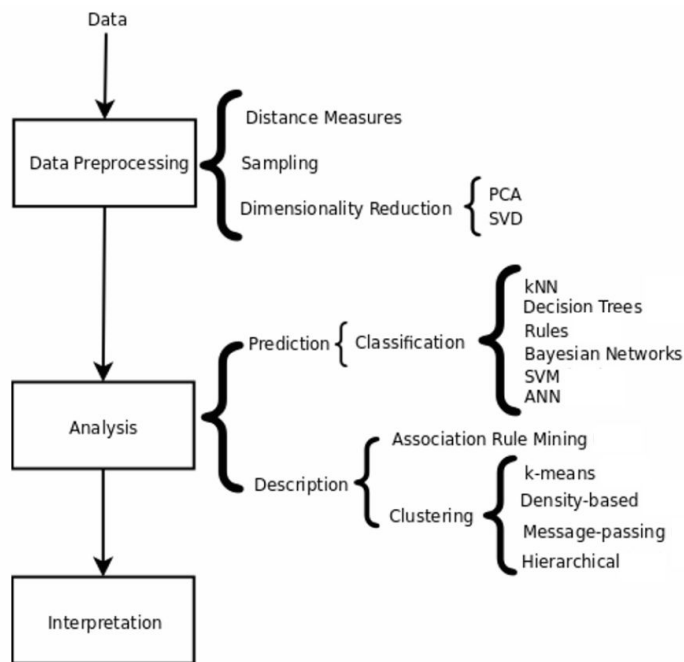 Data
Data Preprocessing
Distance Measures
Sampling
Dimensionality Reduction
PCA
SVD
Analysis
Prediction
Classification
kNN
Decision Trees
Rules
Bayesian Networks
SVM
ANN
Description
Association Rule Mining
Clustering
k-means
Density-based
Message-passing
Hierarchical
Interpretation